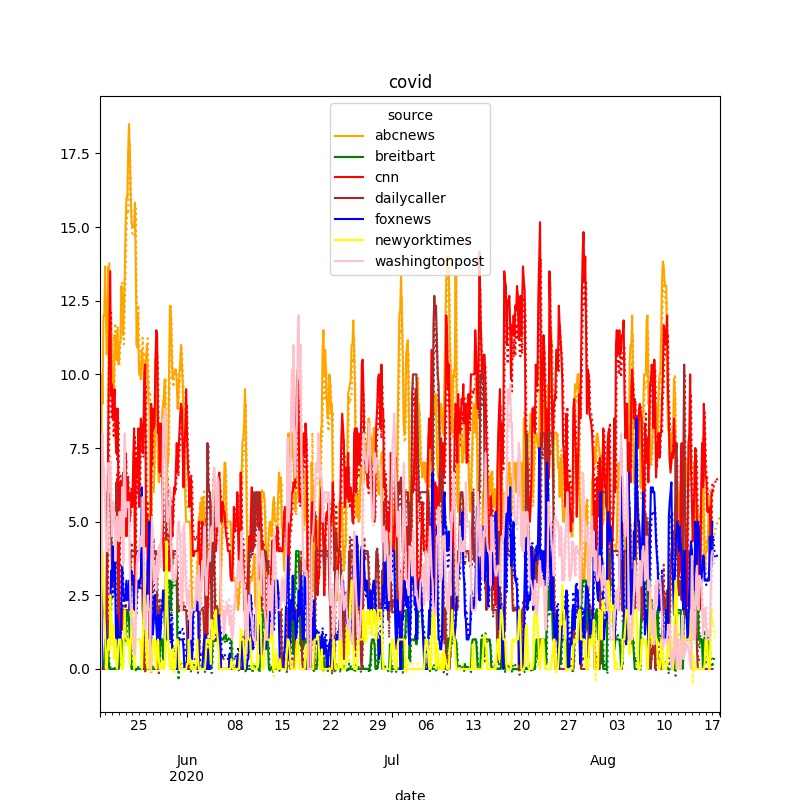 covid
source
abcnews
breitbart
cnn
dailycaller
foxnews
newyorktimes
washingtonpost
17.5
15.0
12.5
10.0
7.5
5.0
2.5
0.0
25 08 15 22 29 06 13 20 27 03 10 17
Jun Jul Aug
2020
date